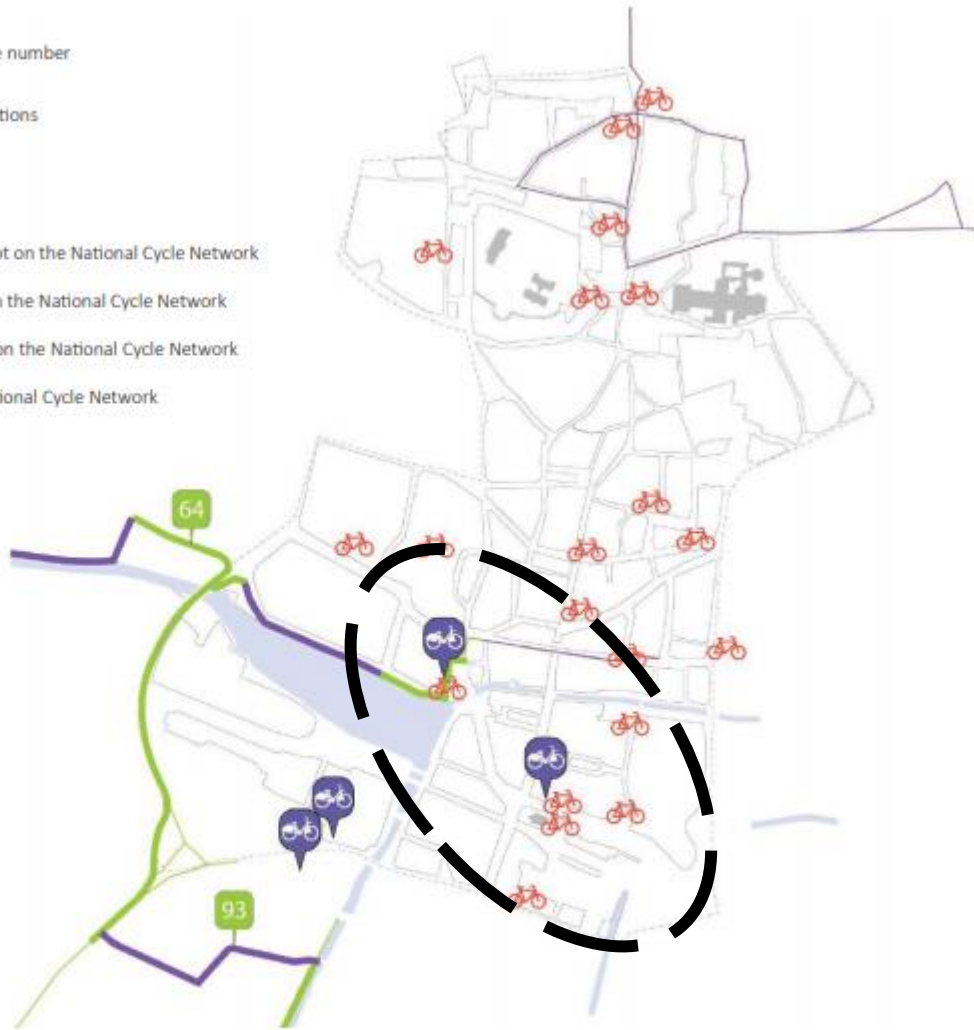 e number
tions
ot on the National Cycle Network
n the National Cycle Network
on the National Cycle Network
tional Cycle Network
64
93